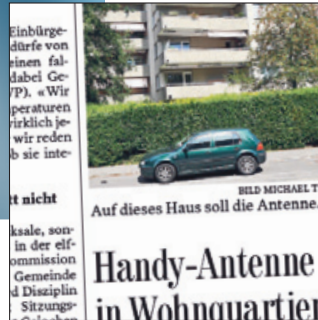 Einbürge-
dürfe von
einen fal-
dabei Ge-
VP). «Wir
peraturen
wirklich je-
wir reden
b sie inte-
tt nicht
ksale, son-
in der elf-
ommission
Gemeinde
d Disziplin
Sitzungs-
BILD MICHAEL T
Auf dieses Haus soll die Antenne
Handy-Antenne
in Wohnquartier